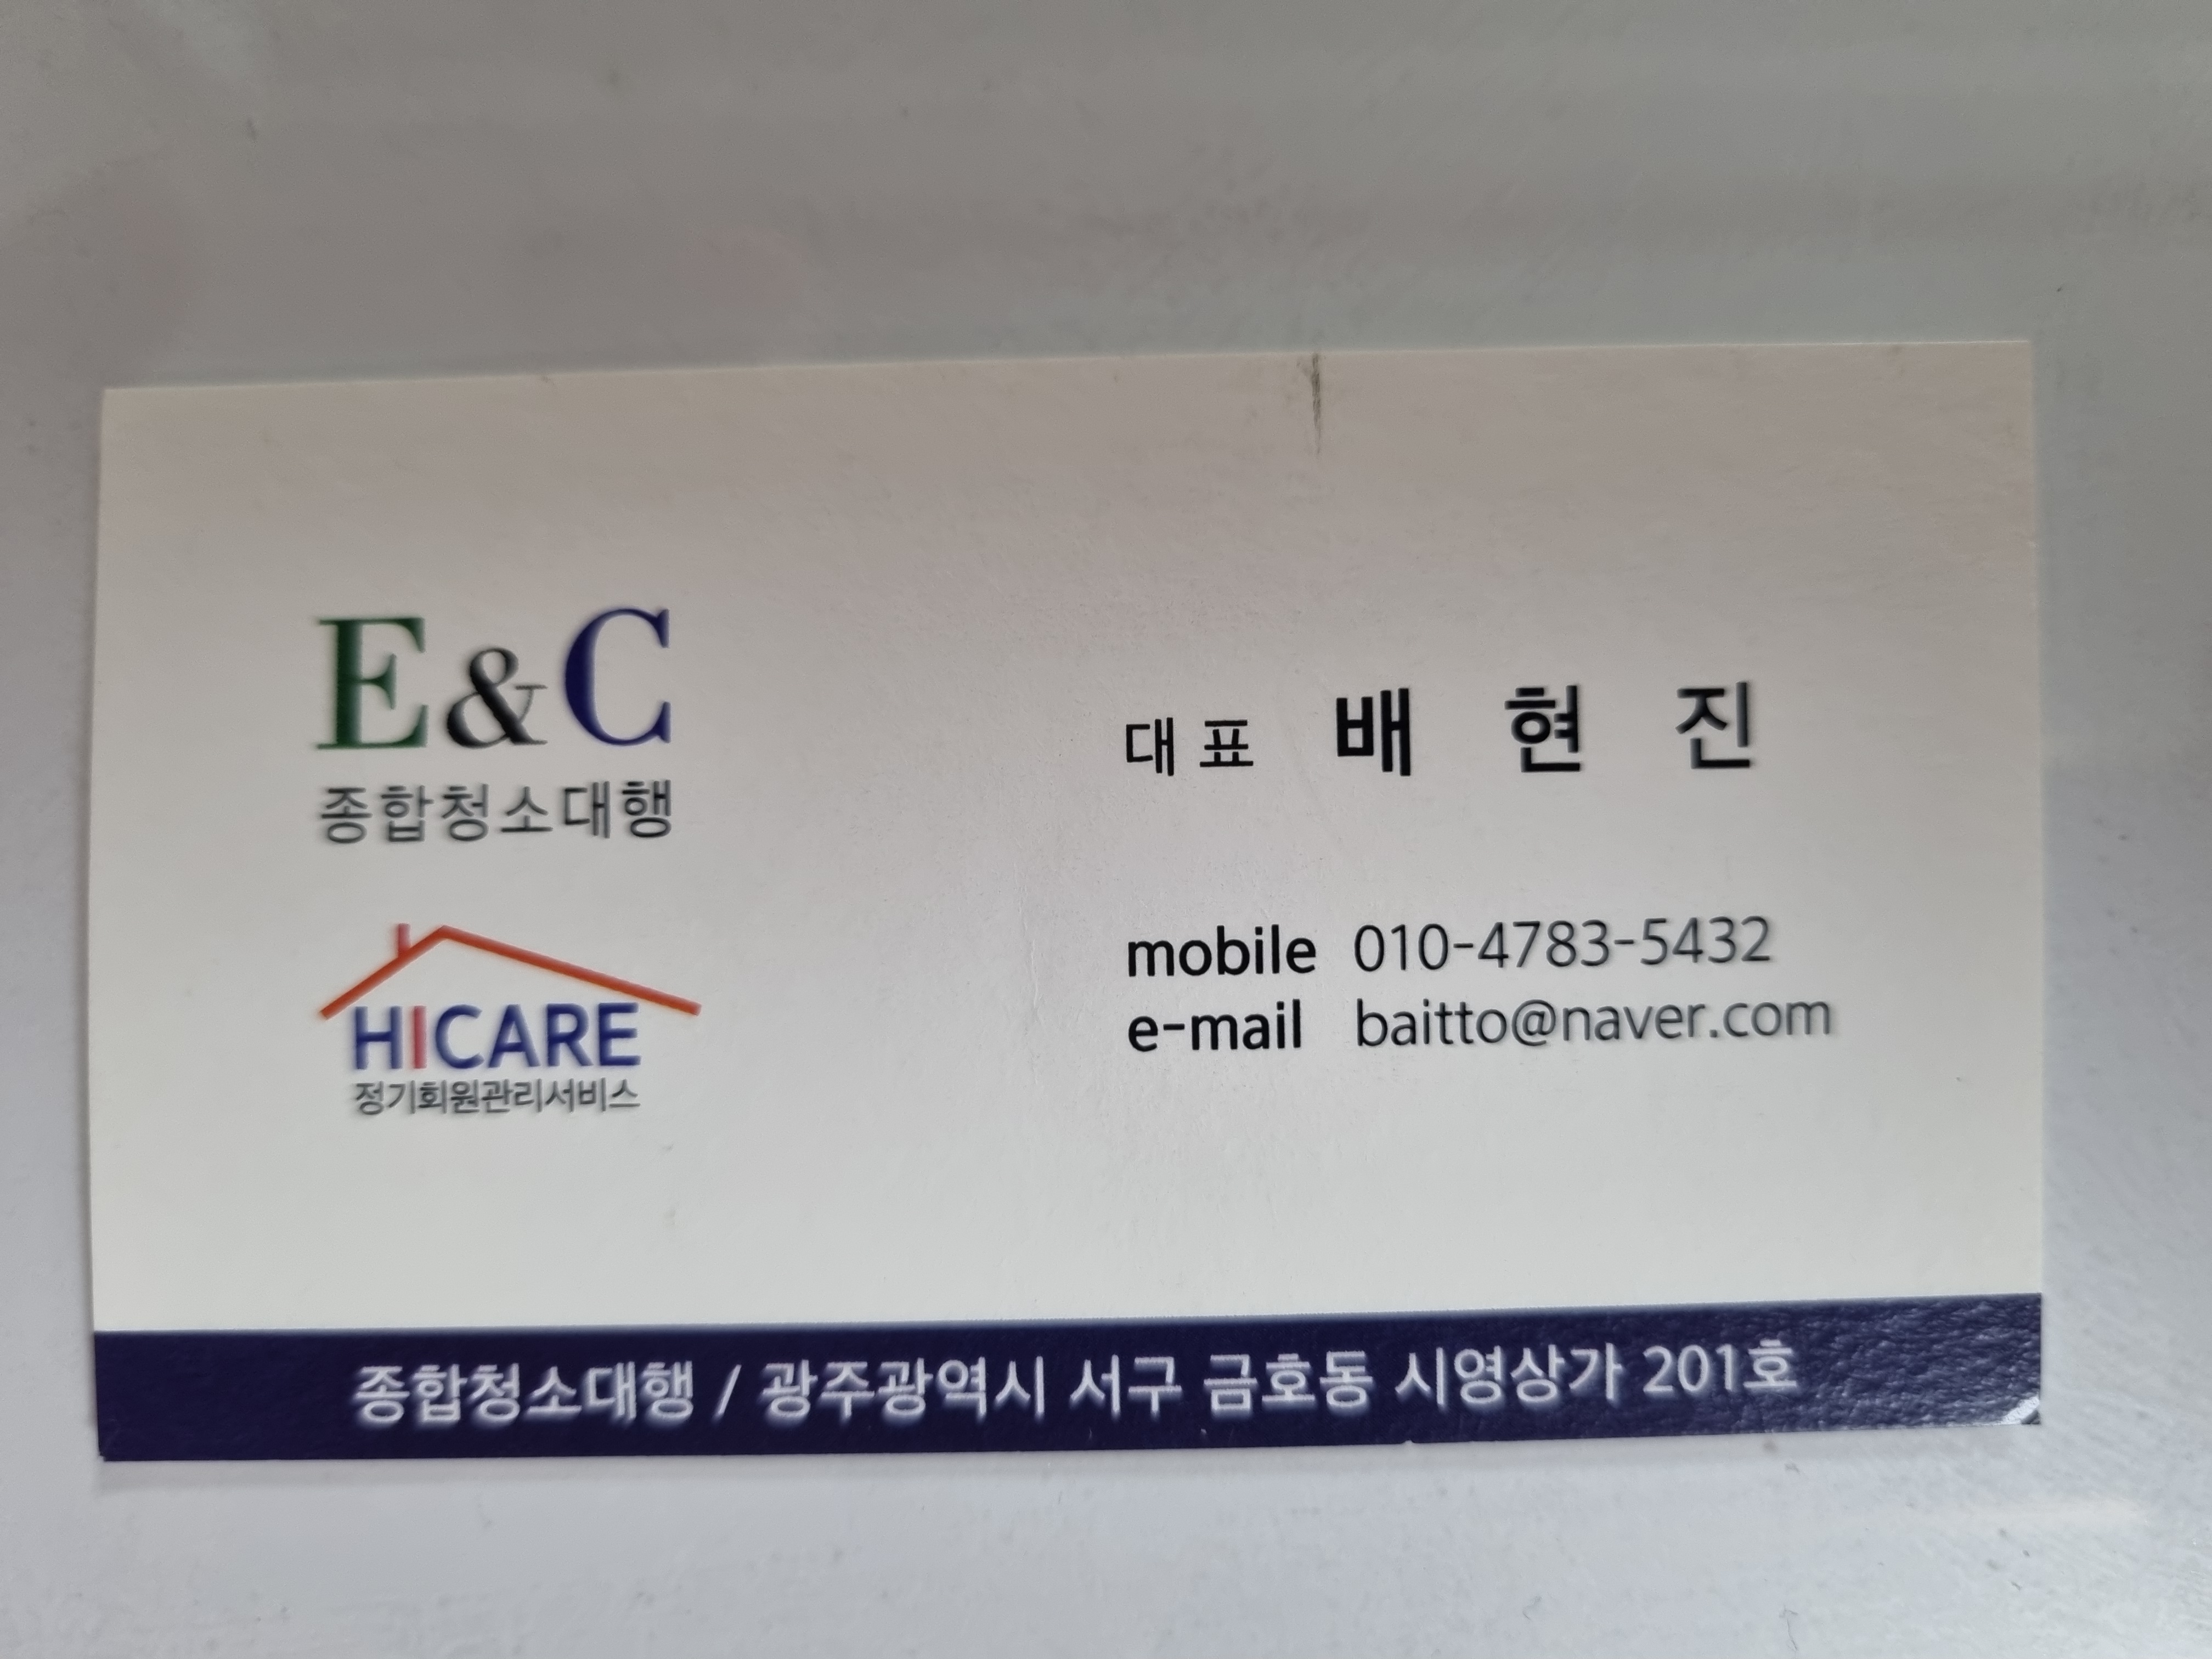 E&C
종합청소대행
HICARE
정기회원관리서비스
대표 배 현 진
mobile 010-4783-5432
e-mail baitto@naver.com
종합청소대행 / 광주광역시 서구 금호동 시영상가 201호